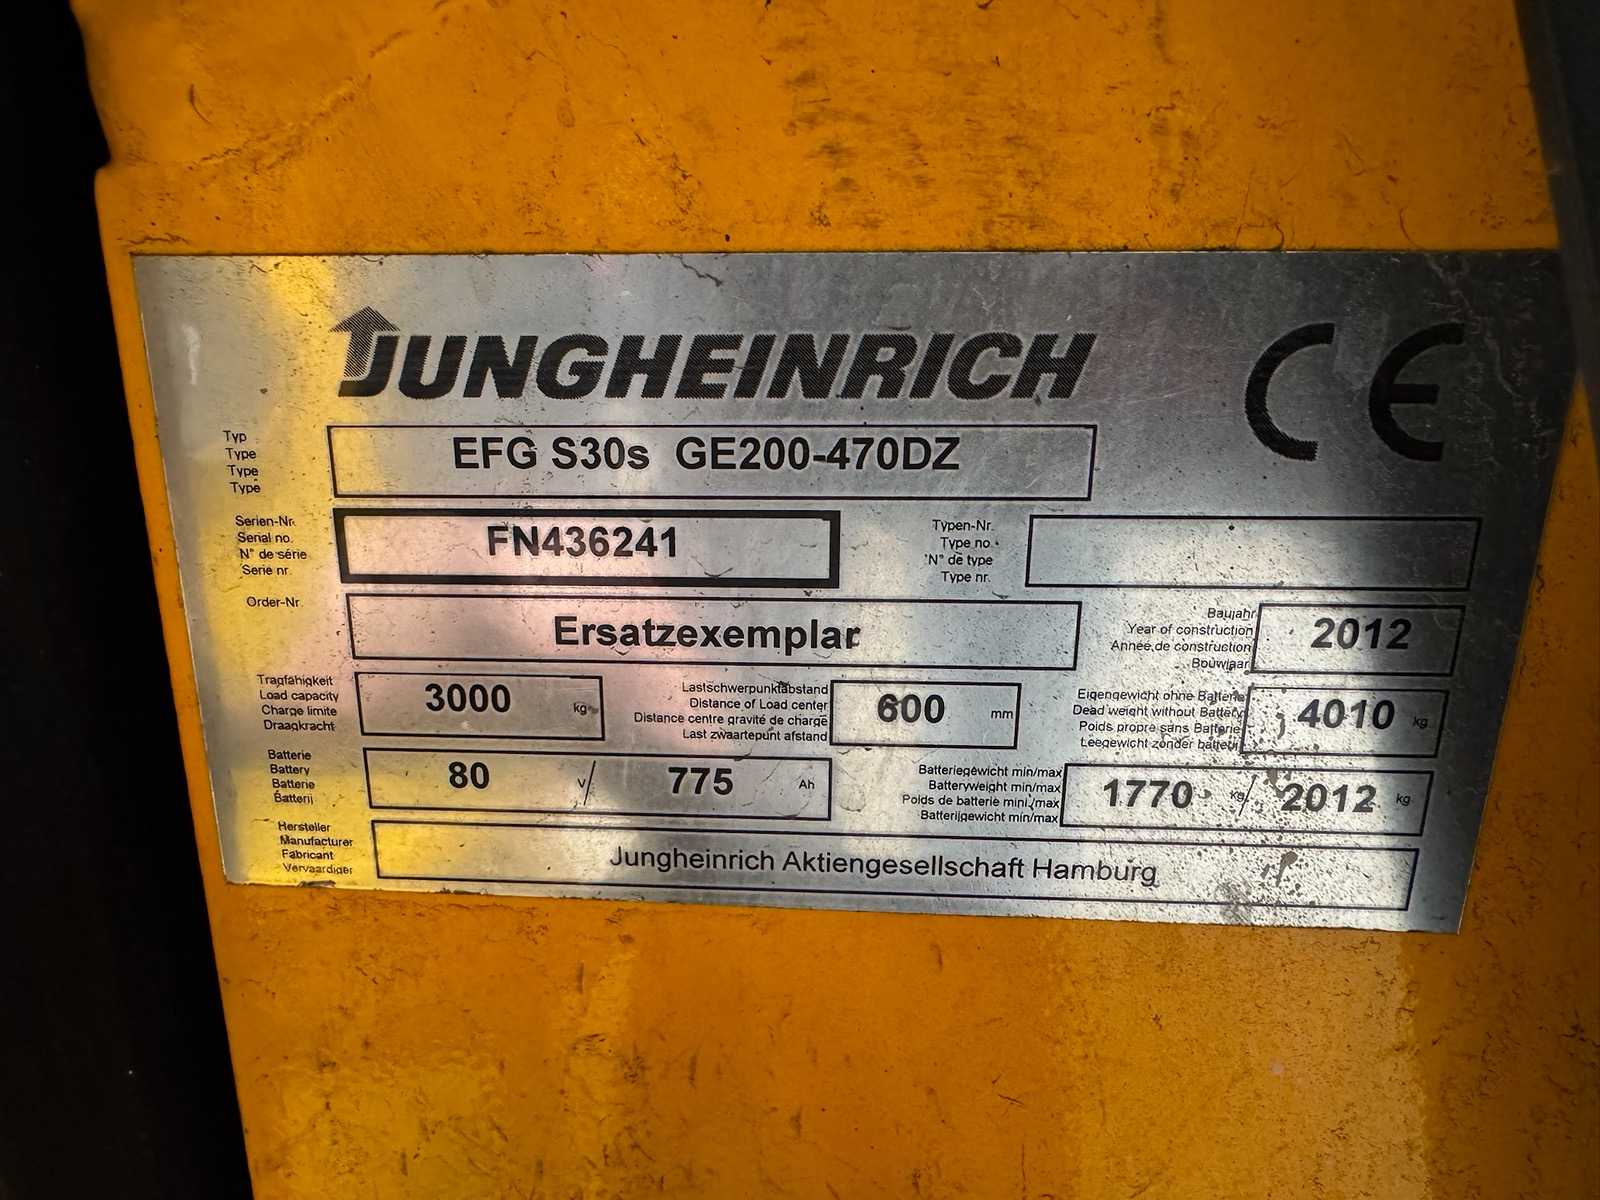 JUNGHEINRICH
CE
Typ
Type
Type
Type
EFG S30s GE200-470DZ
Serien-Nr.
Serial no.
N° de série
Serie nr.
FN436241
Typen-Nr.
Type no.
N° de type
Type nr.
Order-Nr.
Ersatzexemplar
Baujahr
Year of construction
Année de construction
Bouwjaar
2012
Tragfähigkeit
Load capacity
Charge limite
Draagkracht
3000 kg
Lastschwerpunktabstand
Distance of Load center
Distance centre gravité de charge
Last zwaartepunt afstand
600 mm
Eigengewicht ohne Batterie
Dead weight without Battery
Poids propre sans Batterie
Leegewicht zonder batterij
4010 kg
Batterie
Battery
Batterie
Batterij
80 V/ 775 Ah
Batteriegewicht min/max
Batteryweight min/max
Poids de batterie mini./max
Batterijgewicht min/max
1770 kg/ 2012 kg
Hersteller
Manufacturer
Fabricant
Vervaardiger
Jungheinrich Aktiengesellschaft Hamburg